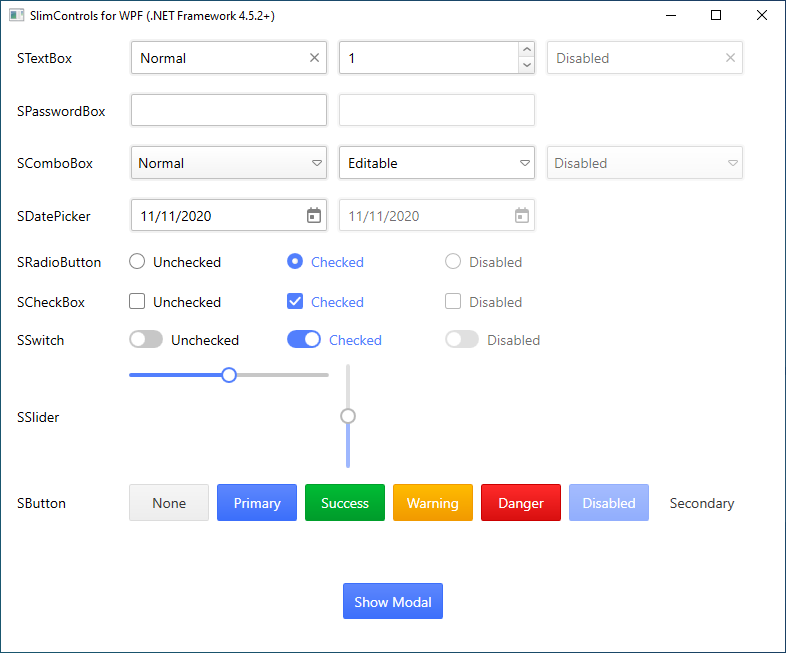 SlimControls for WPF (.NET Framework 4.5.2+)
STextBox Normal 1 Disabled
SPasswordBox
SComboBox Normal Editable Disabled
SDatePicker 11/11/2020 11/11/2020
SRadioButton Unchecked Checked Disabled
SCheckBox Unchecked Checked Disabled
SSwitch Unchecked Checked Disabled
SSlider
SButton None Primary Success Warning Danger Disabled Secondary
Show Modal